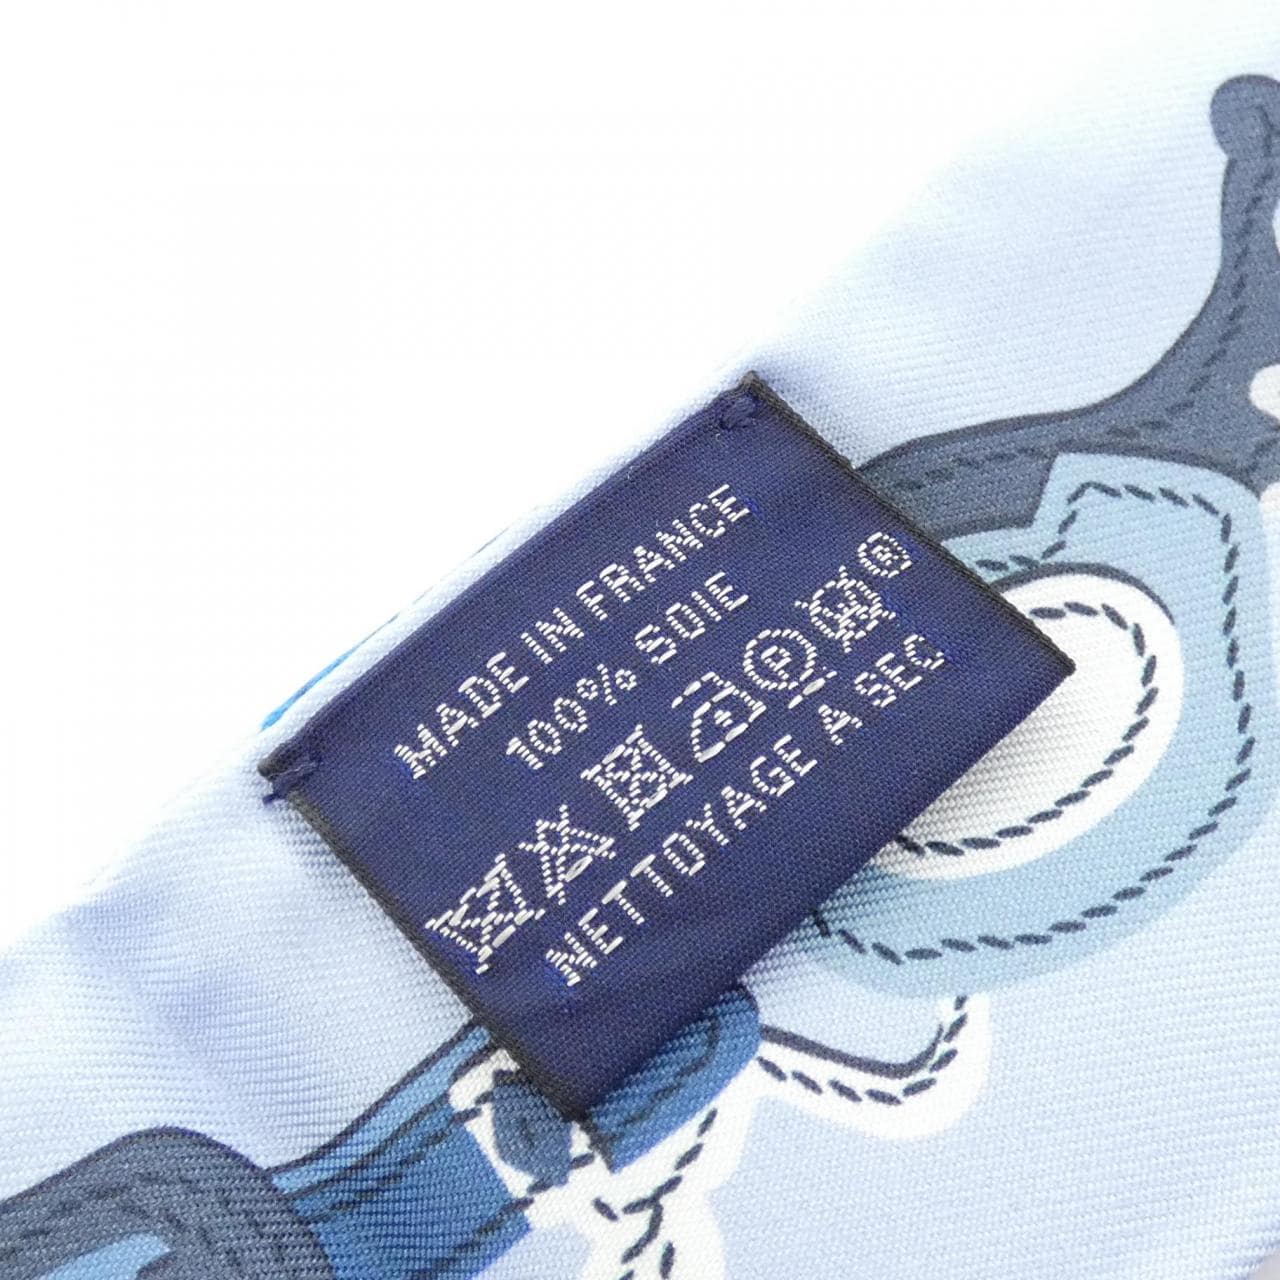 MADE IN FRANCE
100% SOIE
®
NETTOYAGE A SEC